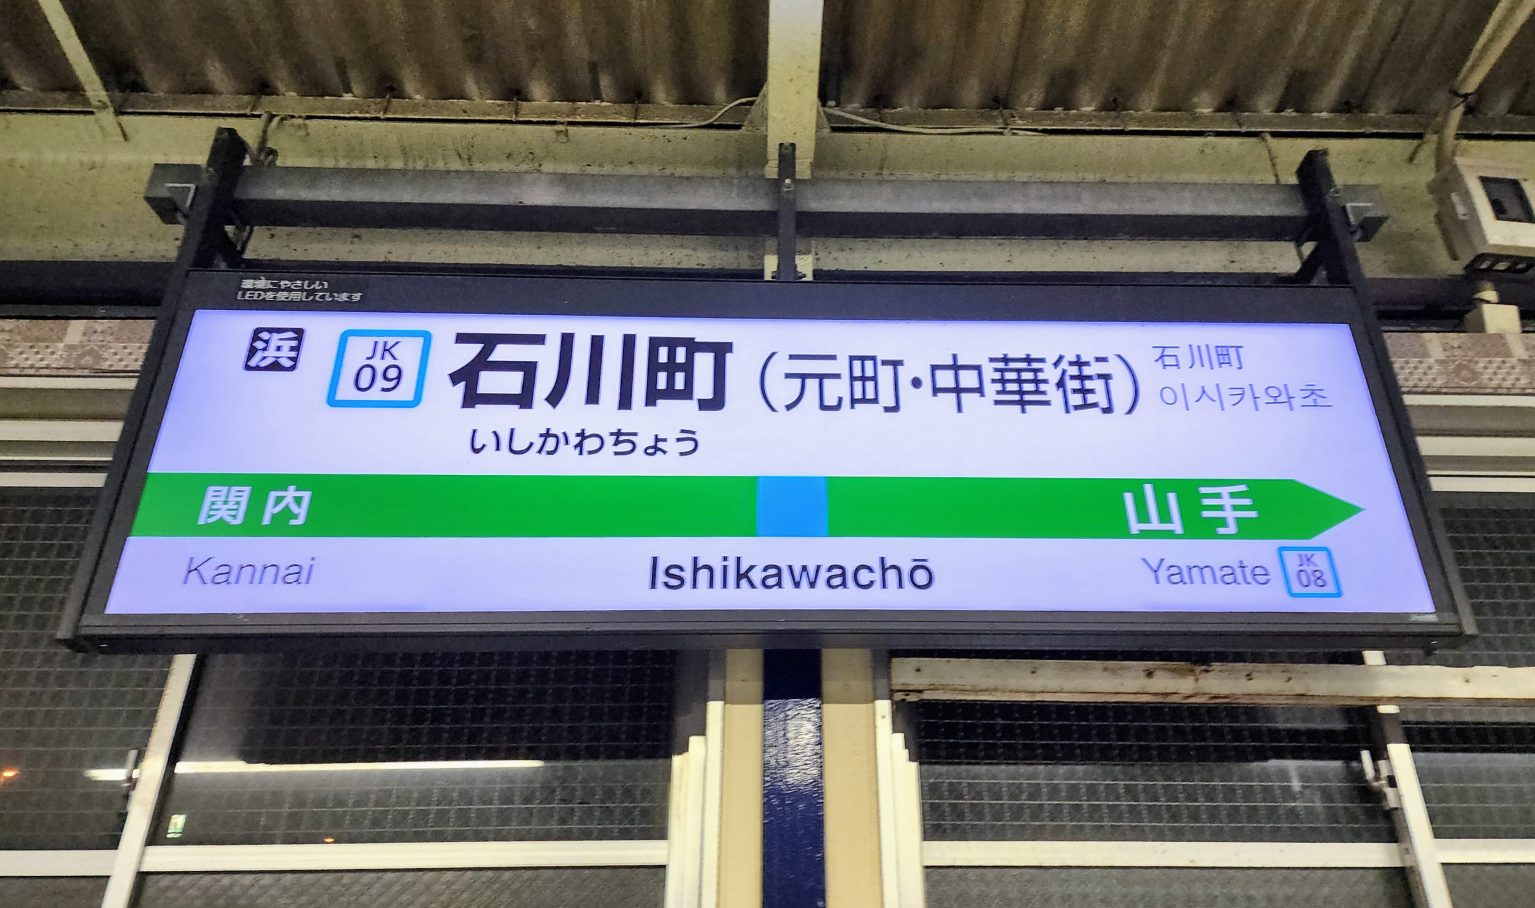 環境にやさしい
LEDを使用しています
浜 JK 09 石川町 (元町・中華街) 石川町
이시카와초
いしかわちょう
関内 山手
Kannai Ishikawachō Yamate JK 08